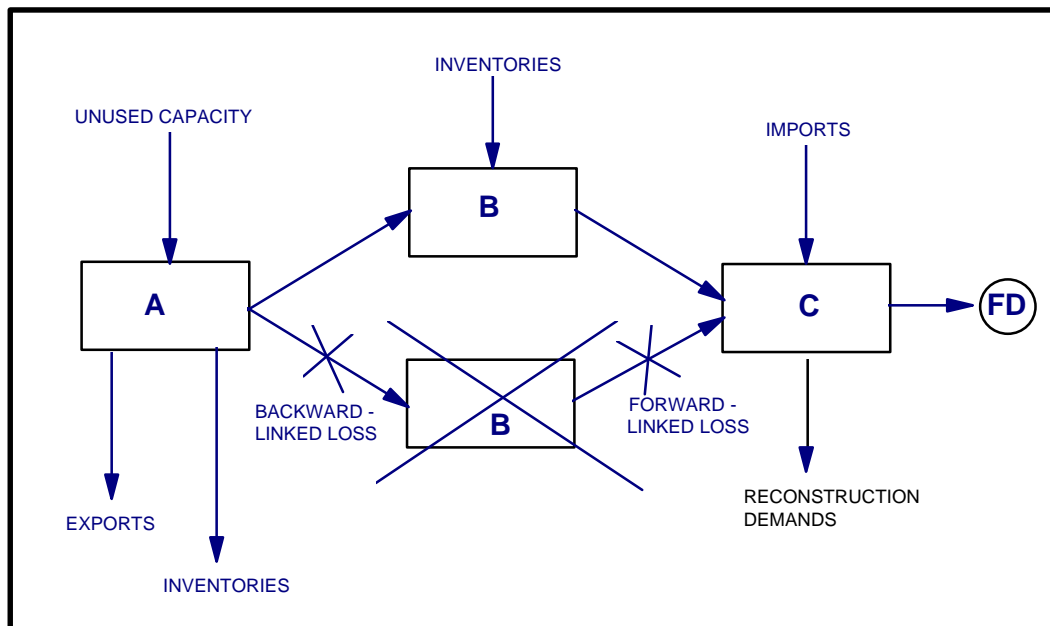 INVENTORIES
UNUSED CAPACITY
IMPORTS
B
A
C
FD
BACKWARD -
LINKED LOSS
B
FORWARD -
LINKED LOSS
EXPORTS
INVENTORIES
RECONSTRUCTION
DEMANDS